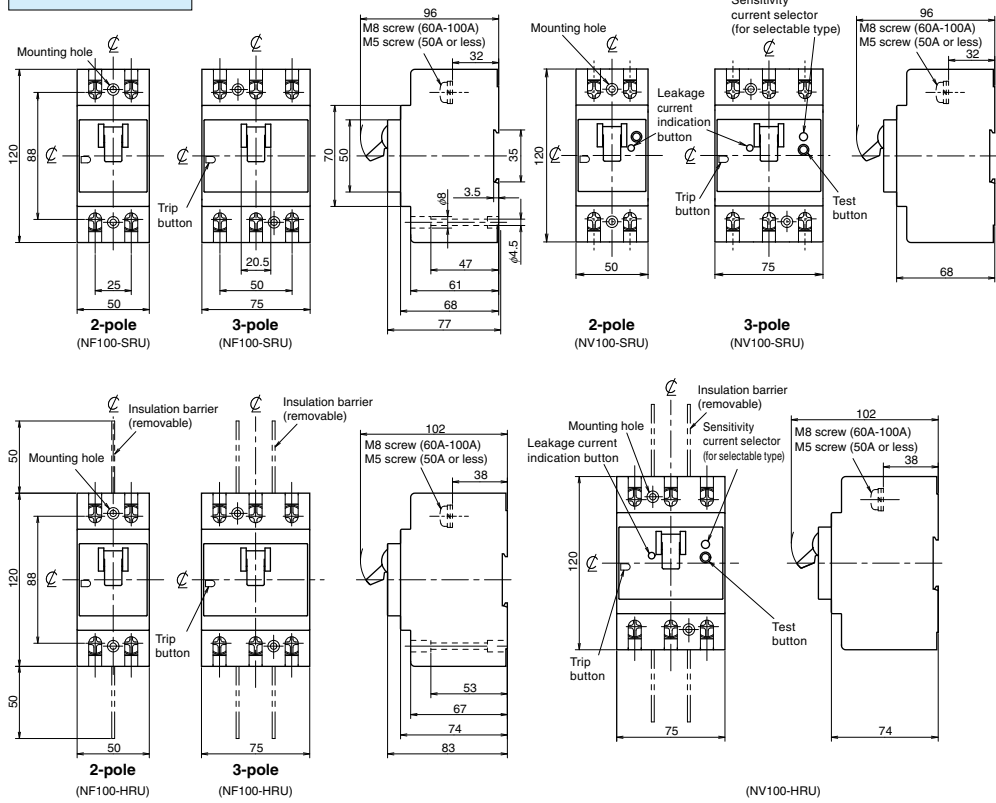 96
M8 screw (60A-100A)
M5 screw (50A or less)
32
Mounting hole
℄
℄
120
88
℄
℄
Trip
button
70
50
35
3.5
ϕ8
ϕ4.5
20.5
25
50
50
75
47
61
68
77
2-pole
(NF100-SRU)
3-pole
(NF100-SRU)
Sensitivity
current selector
(for selectable type)
Mounting hole
℄
℄
96
M8 screw (60A-100A)
M5 screw (50A or less)
32
Leakage
current
indication
button
120
℄
℄
Trip
button
Test
button
50
75
68
2-pole
(NV100-SRU)
3-pole
(NV100-SRU)
℄
Insulation barrier
(removable)
℄
Insulation barrier
(removable)
50
Mounting hole
102
M8 screw (60A-100A)
M5 screw (50A or less)
38
120
88
℄
℄
Trip
button
50
53
67
74
83
50
75
2-pole
(NF100-HRU)
3-pole
(NF100-HRU)
℄
Insulation barrier
(removable)
Mounting hole
Leakage current
indication button
Sensitivity
current selector
(for selectable type)
102
M8 screw (60A-100A)
M5 screw (50A or less)
38
120
℄
Trip
button
Test
button
75
74
(NV100-HRU)